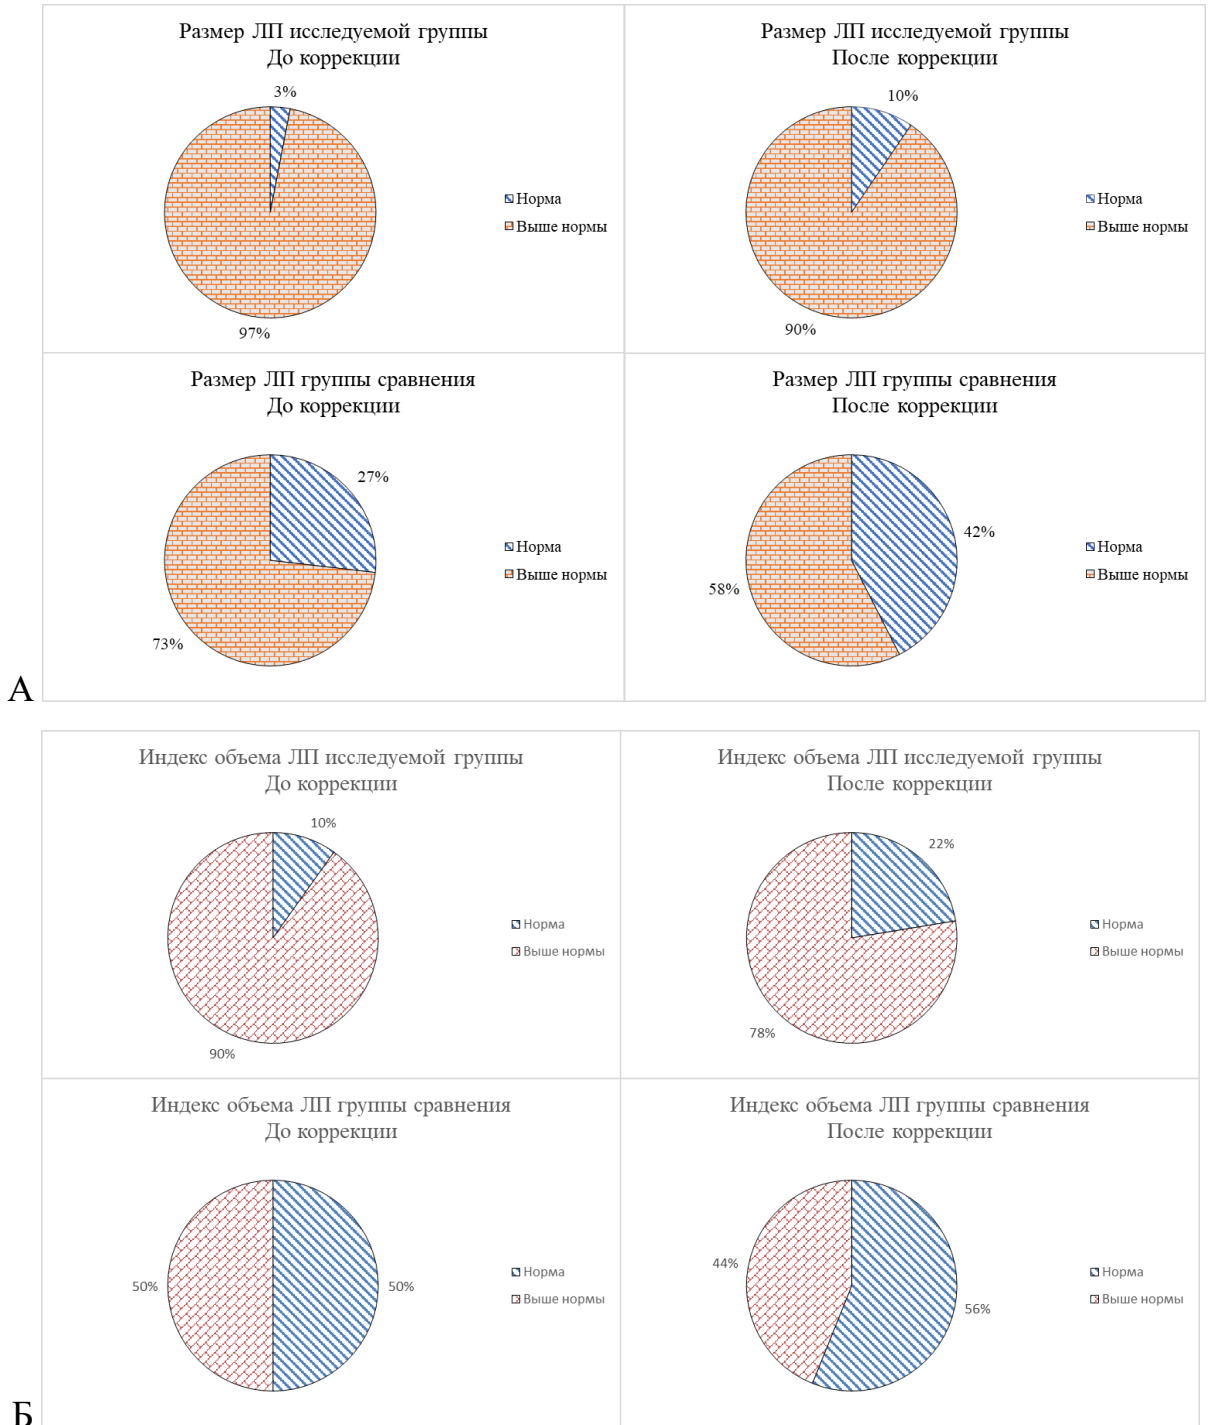 Размер ЛП исследуемой группы
До коррекции
3%
Норма
Выше нормы
97%
Размер ЛП исследуемой группы
После коррекции
10%
Норма
Выше нормы
90%
Размер ЛП группы сравнения
До коррекции
27%
Норма
Выше нормы
73%
Размер ЛП группы сравнения
После коррекции
42%
Норма
Выше нормы
58%
А
Индекс объема ЛП исследуемой группы
До коррекции
10%
Норма
Выше нормы
90%
Индекс объема ЛП исследуемой группы
После коррекции
22%
Норма
Выше нормы
78%
Индекс объема ЛП группы сравнения
До коррекции
50%
50%
Норма
Выше нормы
Индекс объема ЛП группы сравнения
После коррекции
44%
56%
Норма
Выше нормы
Б